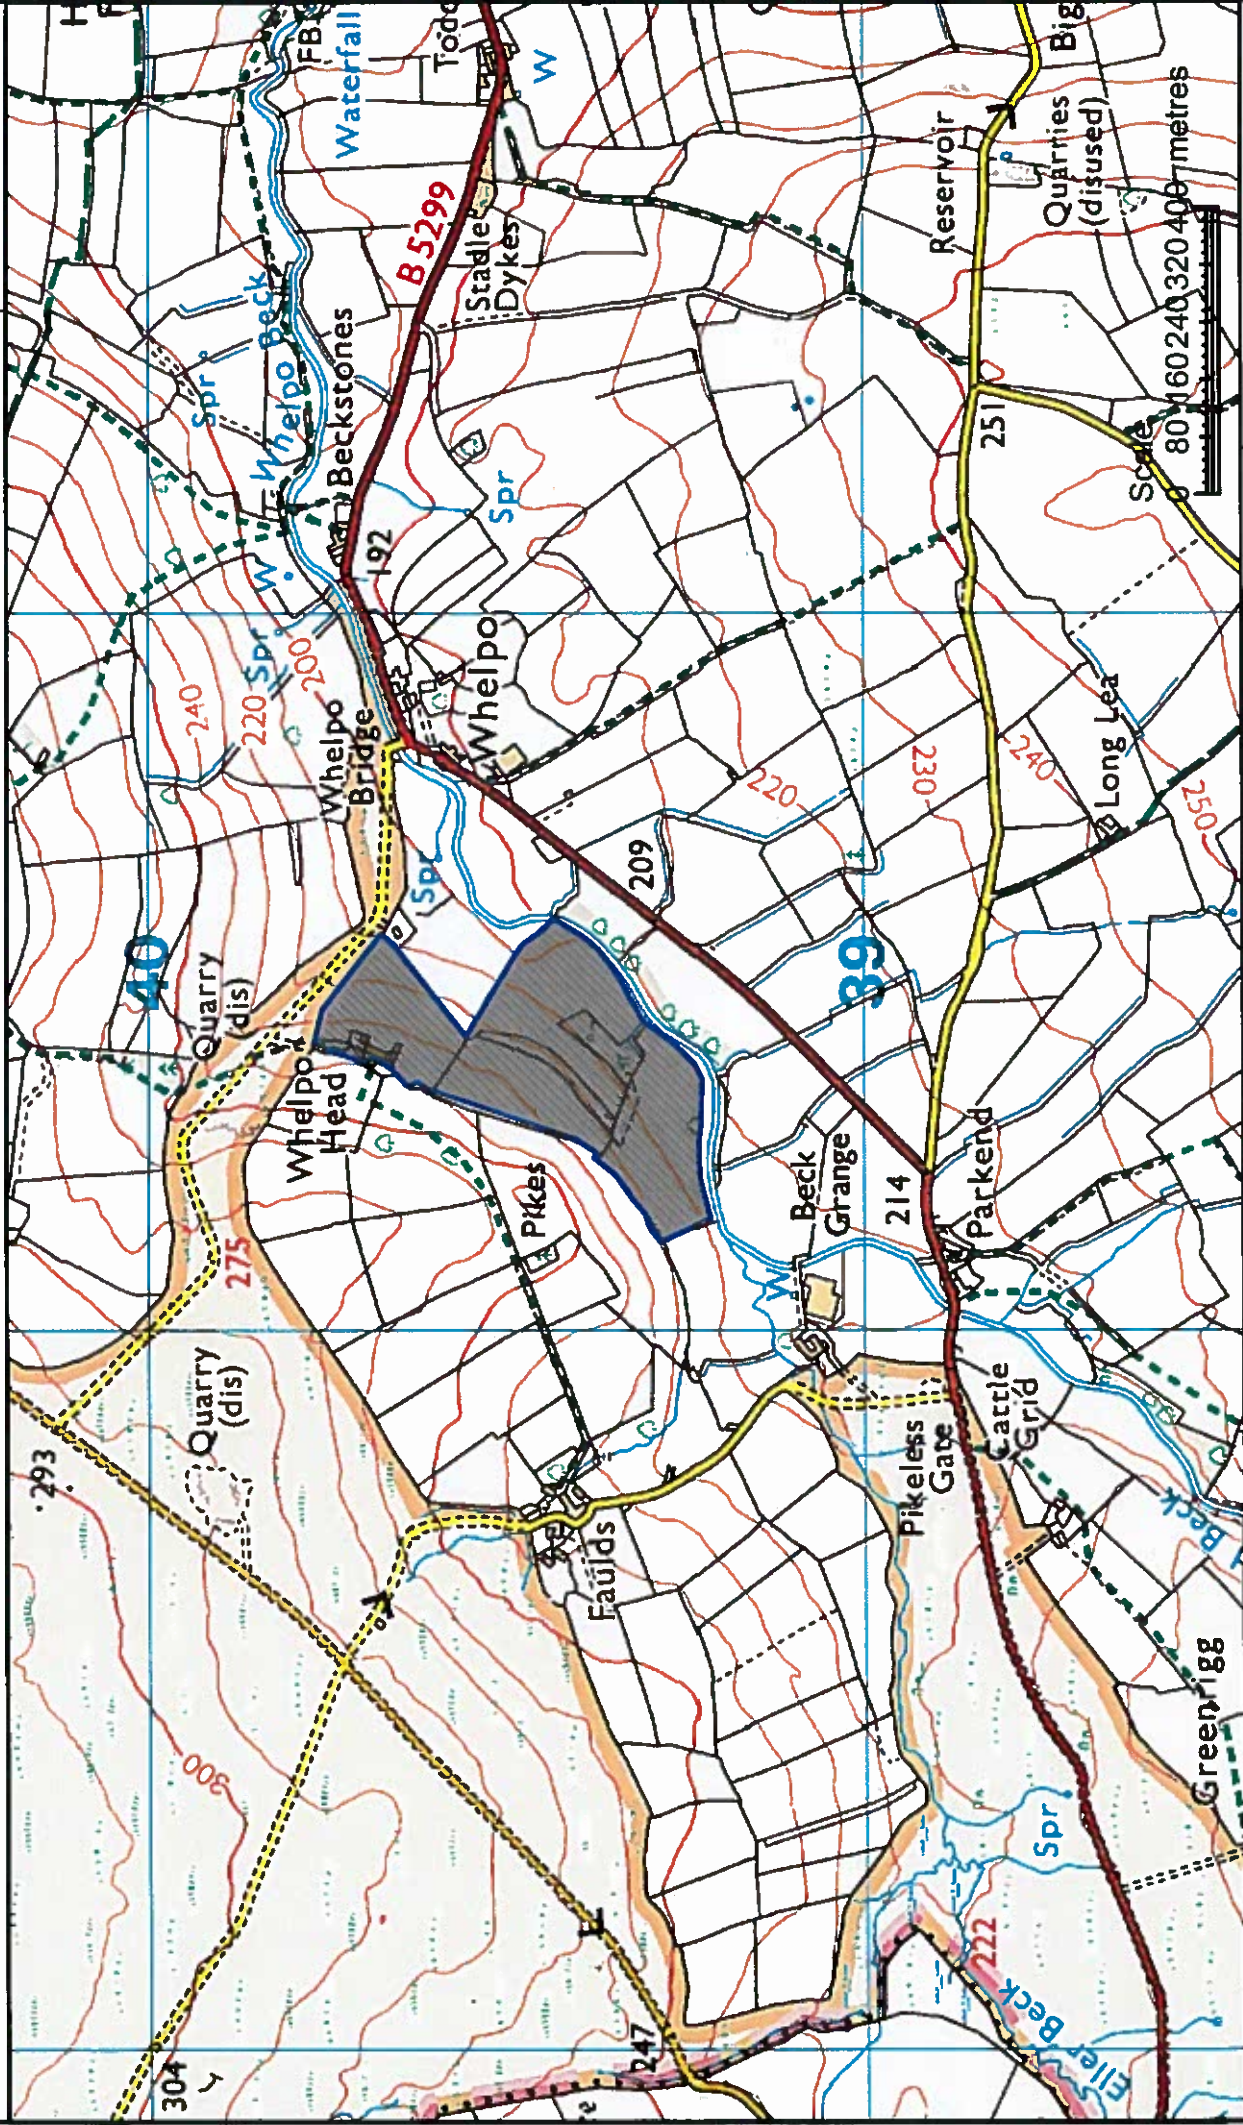 293
Quarry
(dis)
300
304
247
275
Faulds
Pikes
Whelpo
Head
Quarry
(dis)
40
Whelpo
Bridge
Spr
Whelpo
240
220
200
Spr
W
192
Beckstones
Spr
Whelpo Beck
Spr
B 5299
Stadle
Dykes
Waterfall
FB
W
209
220
230
240
250
Long Lea
39
Beck
Grange
W
214
Parkend
Pikeless
Gate
Cattle
Grid
Beck
Greenrigg
Spr
222
Eller Beck
251
Reservoir
Quarries
(disused)
Scale
0 80 160 240 320 400 metres